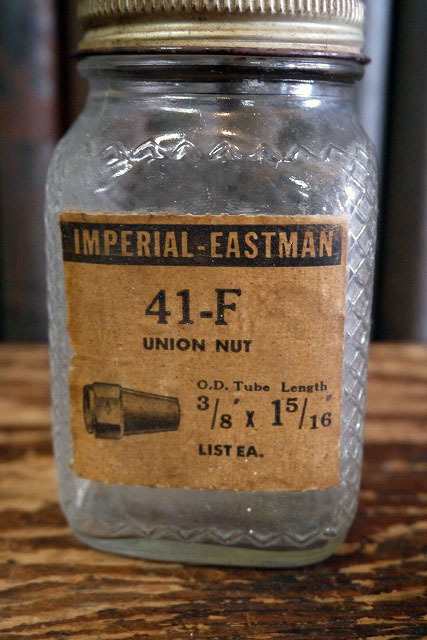 IMPERIAL-EASTMAN
41-F
UNION NUT
O.D. Tube Length
3/8" x 1 5/16"
LIST EA.